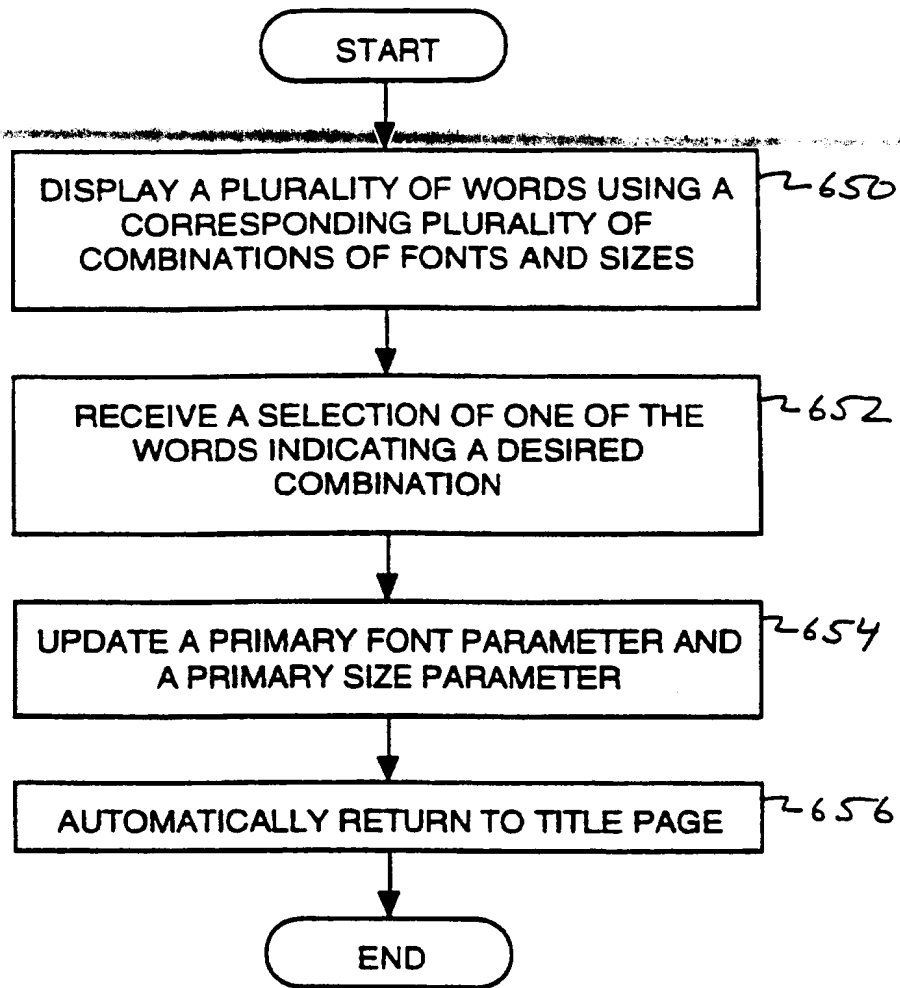 START
DISPLAY A PLURALITY OF WORDS USING A
CORRESPONDING PLURALITY OF
COMBINATIONS OF FONTS AND SIZES
650
RECEIVE A SELECTION OF ONE OF THE
WORDS INDICATING A DESIRED
COMBINATION
652
UPDATE A PRIMARY FONT PARAMETER AND
A PRIMARY SIZE PARAMETER
654
AUTOMATICALLY RETURN TO TITLE PAGE
656
END